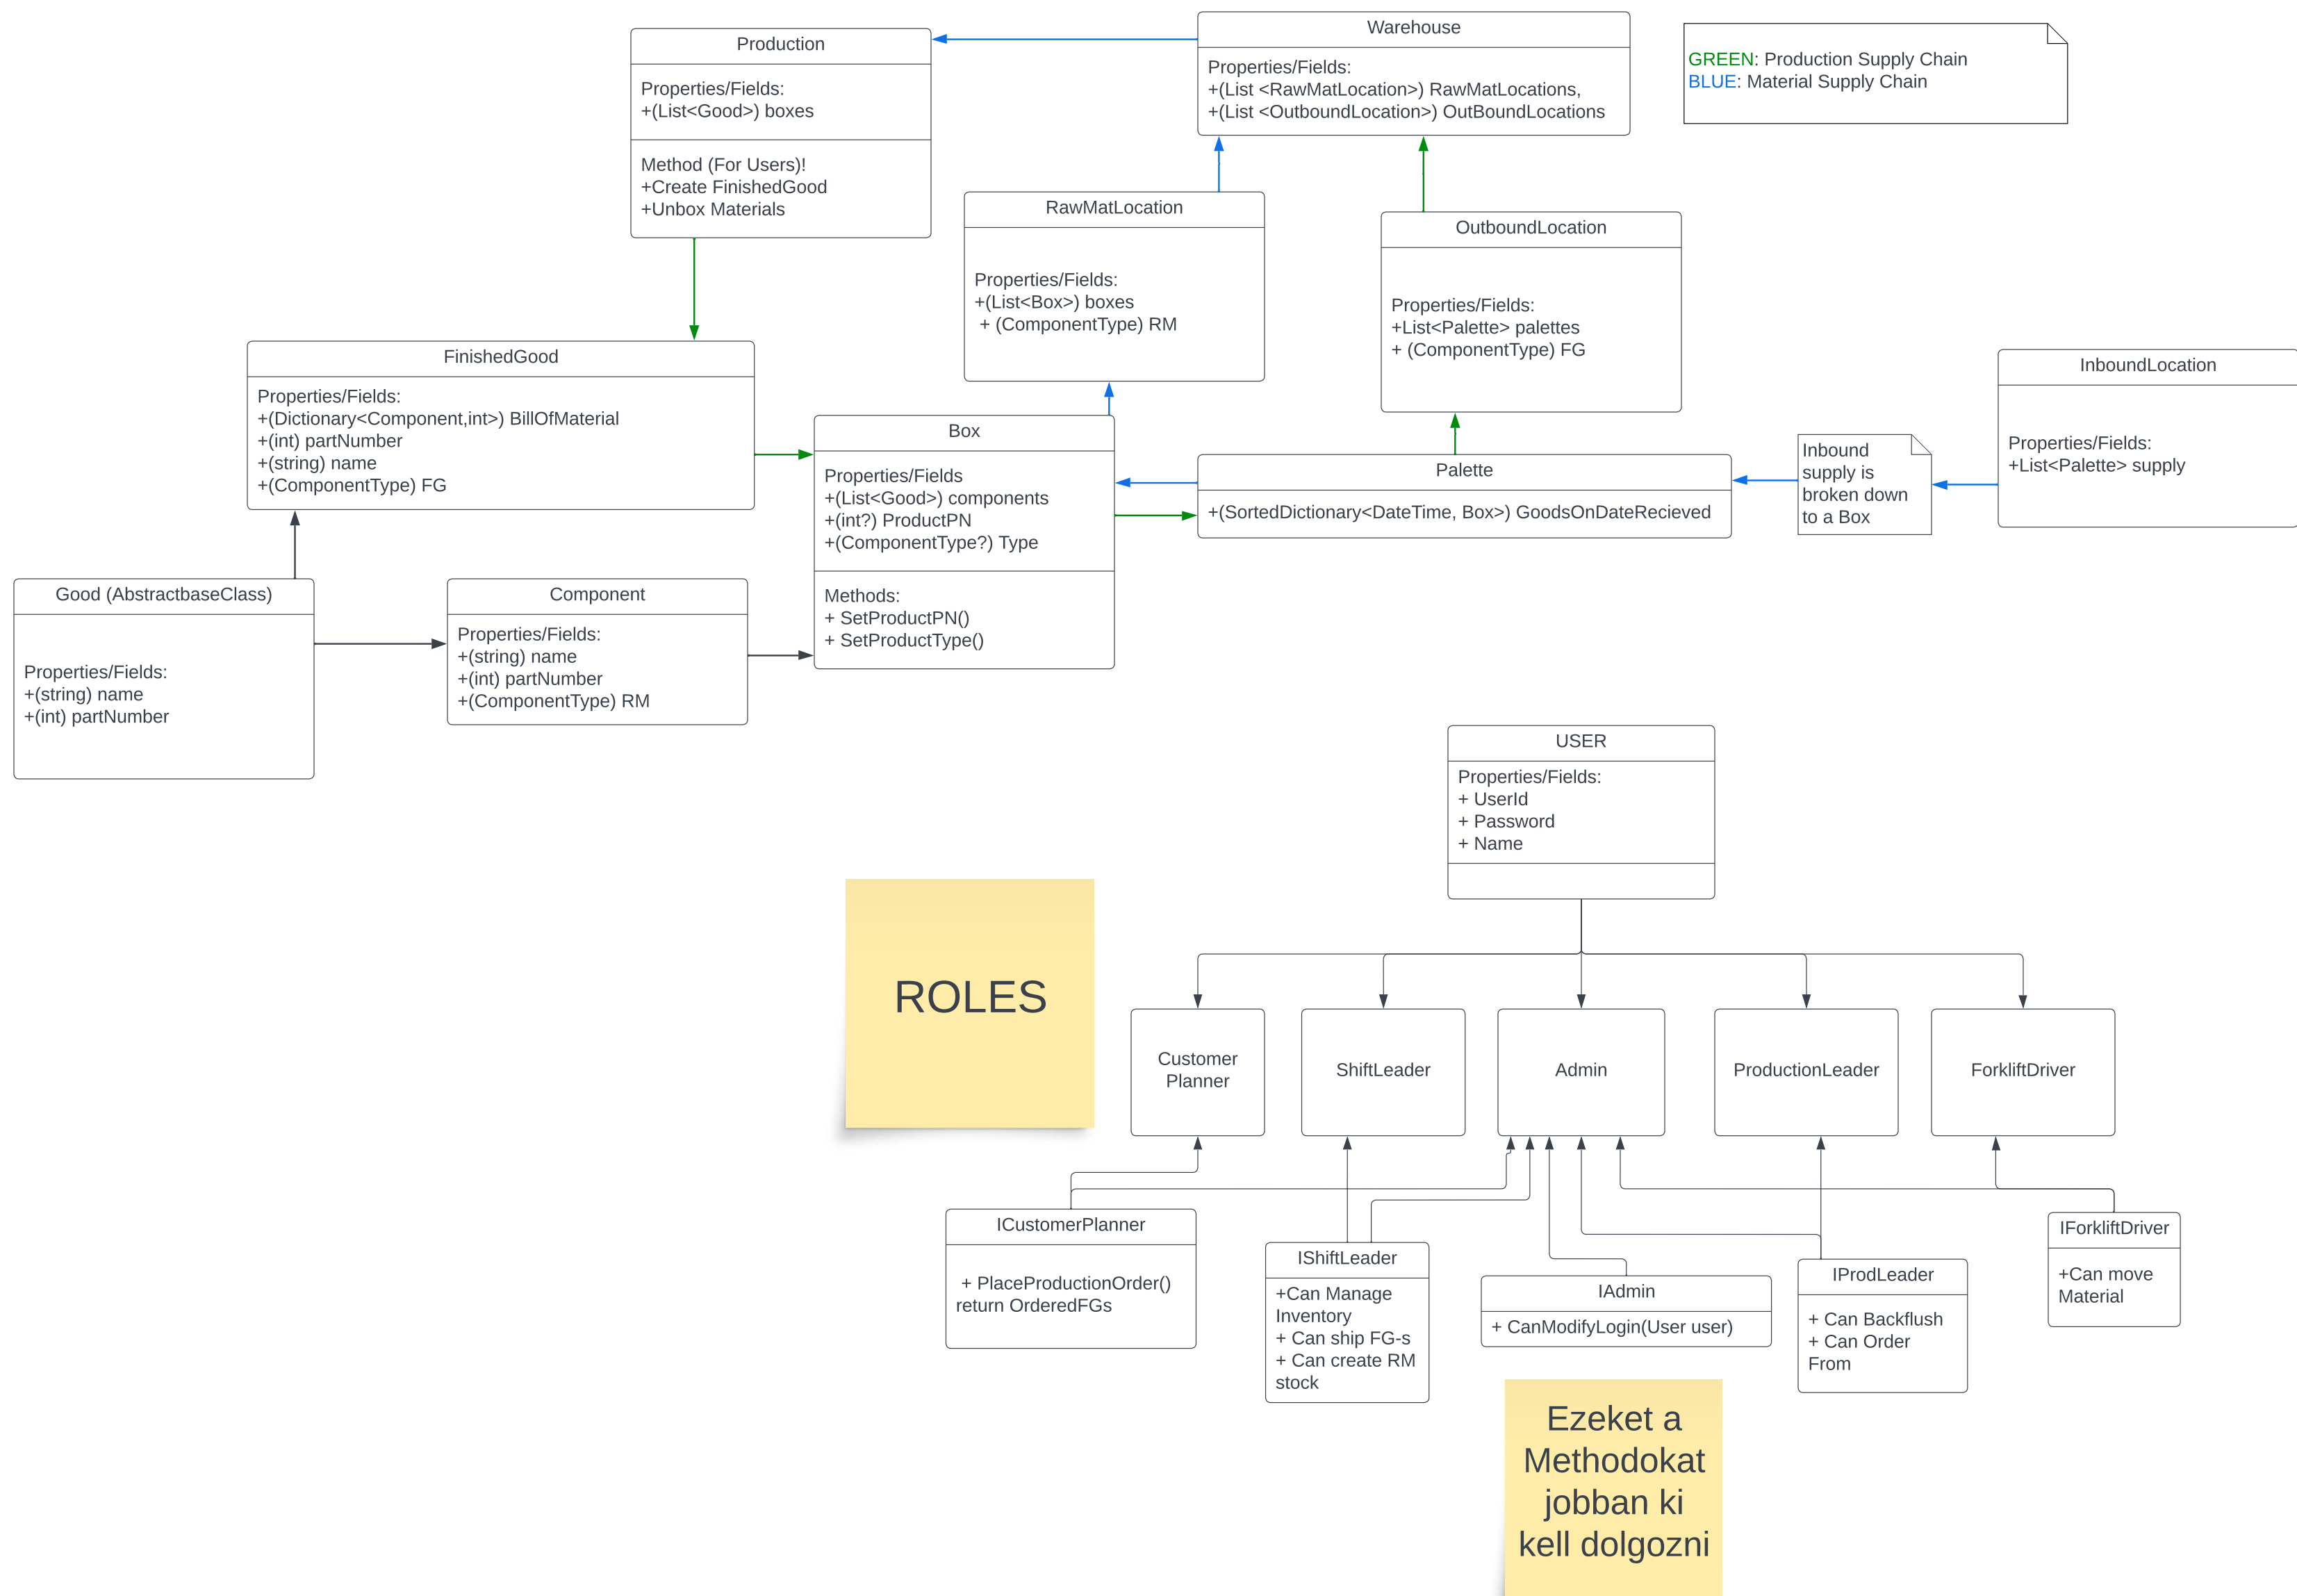 Production
Properties/Fields:
+(List<Good>) boxes
Method (For Users)!
+Create FinishedGood
+Unbox Materials
Warehouse
Properties/Fields:
+(List <RawMatLocation>) RawMatLocations,
+(List <OutboundLocation>) OutBoundLocations
GREEN: Production Supply Chain
BLUE: Material Supply Chain
RawMatLocation
Properties/Fields:
+(List<Box>) boxes
+ (ComponentType) RM
OutboundLocation
Properties/Fields:
+List<Palette> palettes
+ (ComponentType) FG
InboundLocation
Properties/Fields:
+List<Palette> supply
FinishedGood
Properties/Fields:
+(Dictionary<Component,int>) BillOfMaterial
+(int) partNumber
+(string) name
+(ComponentType) FG
Box
Properties/Fields
+(List<Good>) components
+(int?) ProductPN
+(ComponentType?) Type
Methods:
+ SetProductPN()
+ SetProductType()
Palette
+(SortedDictionary<DateTime, Box>) GoodsOnDateRecieved
Inbound
supply is
broken down
to a Box
Good (AbstractbaseClass)
Properties/Fields:
+(string) name
+(int) partNumber
Component
Properties/Fields:
+(string) name
+(int) partNumber
+(ComponentType) RM
USER
Properties/Fields:
+ UserId
+ Password
+ Name
ROLES
Customer
Planner
ShiftLeader
Admin
ProductionLeader
ForkliftDriver
ICustomerPlanner
+ PlaceProductionOrder()
return OrderedFGs
IShiftLeader
+Can Manage
Inventory
+ Can ship FG-s
+ Can create RM
stock
IAdmin
+ CanModifyLogin(User user)
IProdLeader
+ Can Backflush
+ Can Order
From
IForkliftDriver
+Can move
Material
Ezeket a
Methodokat
jobban ki
kell dolgozni